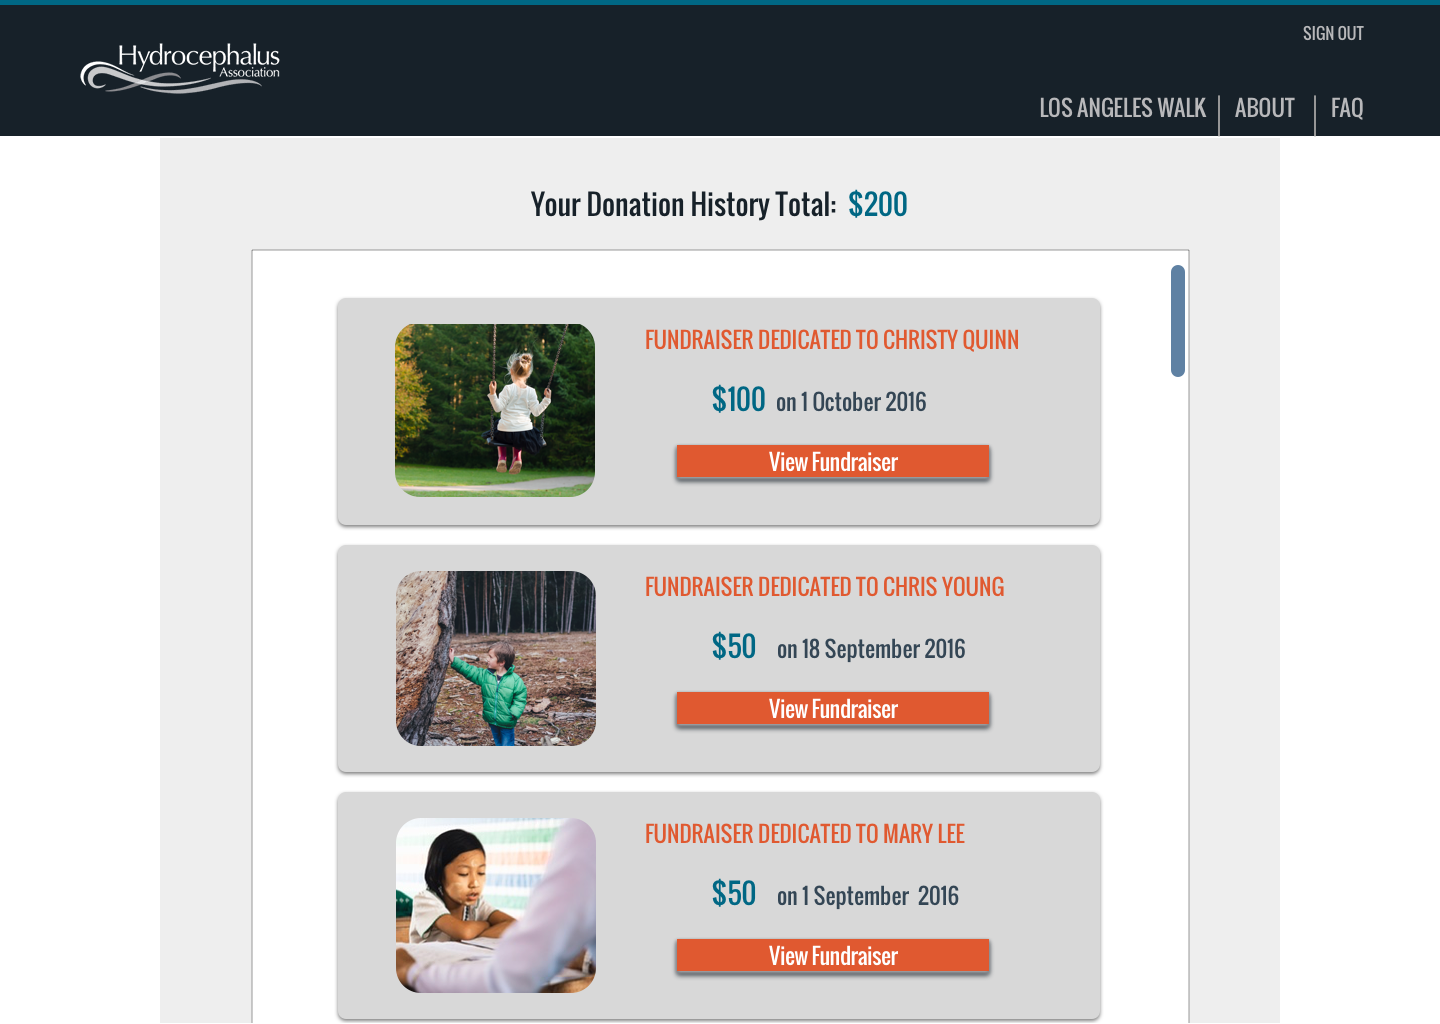 Hydrocephalus
Association
SIGN OUT
LOS ANGELES WALK
ABOUT
FAQ
Your Donation History Total: $200
FUNDRAISER DEDICATED TO CHRISTY QUINN
$100 on 1 October 2016
View Fundraiser
FUNDRAISER DEDICATED TO CHRIS YOUNG
$50 on 18 September 2016
View Fundraiser
FUNDRAISER DEDICATED TO MARY LEE
$50 on 1 September 2016
View Fundraiser